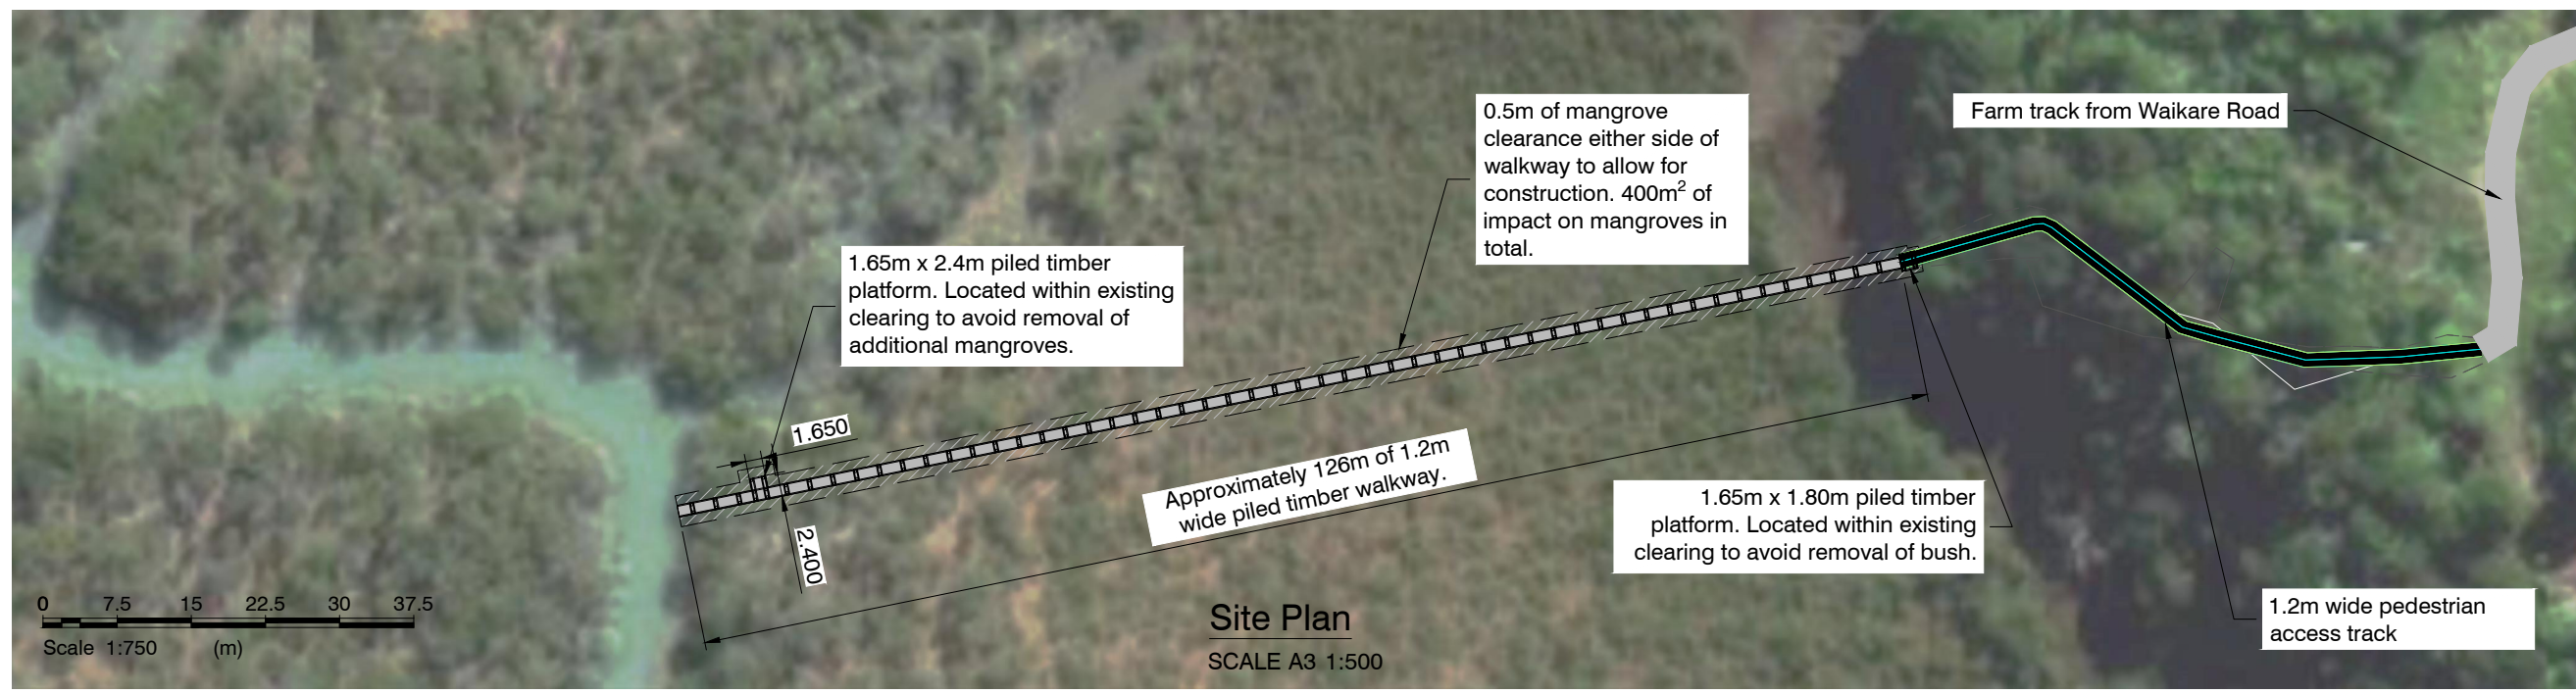 Farm track from Waikare Road
0.5m of mangrove
clearance either side of
walkway to allow for
construction. 400m² of
impact on mangroves in
total.
1.65m x 2.4m piled timber
platform. Located within existing
clearing to avoid removal of
additional mangroves.
1.650
2.400
Approximately 126m of 1.2m
wide piled timber walkway.
1.65m x 1.80m piled timber
platform. Located within existing
clearing to avoid removal of bush.
1.2m wide pedestrian
access track
0 7.5 15 22.5 30 37.5
Scale 1:750 (m)
Site Plan
SCALE A3 1:500